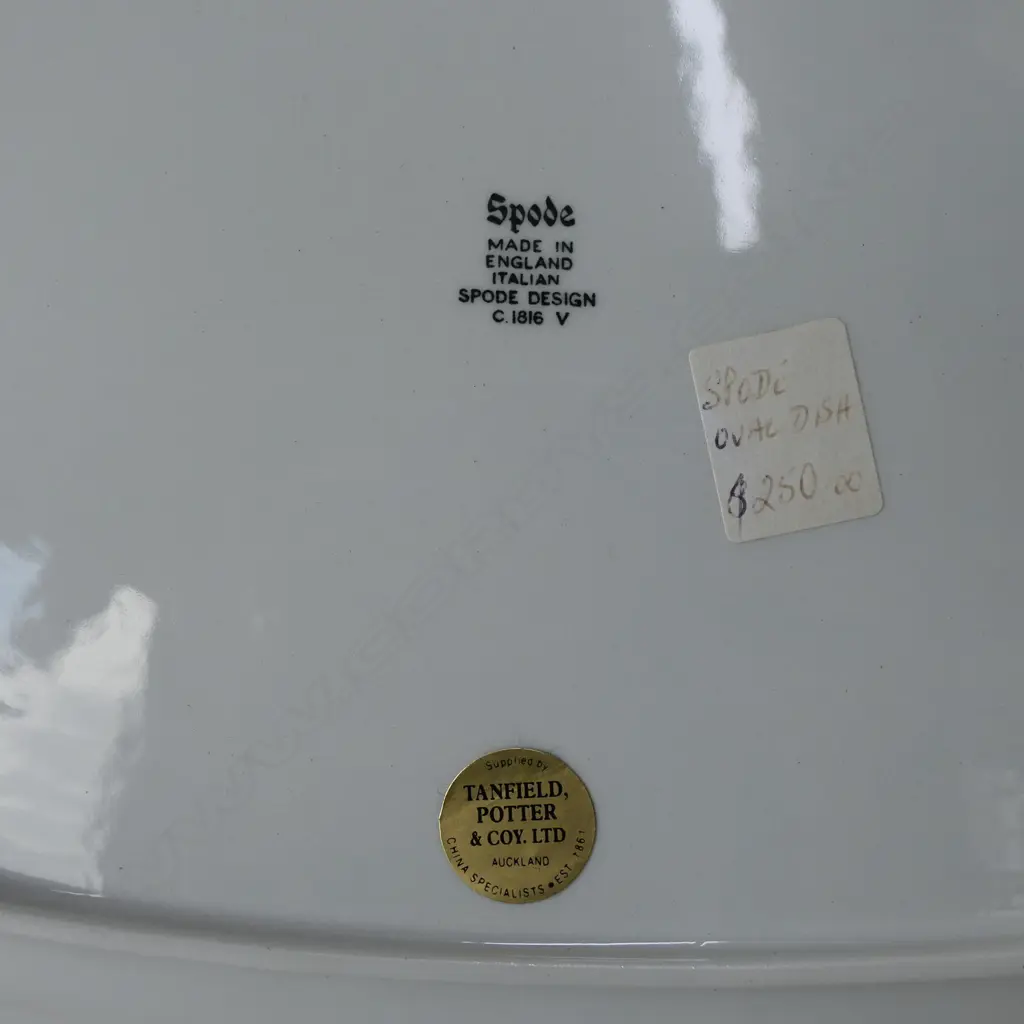 Spode
MADE IN
ENGLAND
ITALIAN
SPODE DESIGN
C.1816 V
SPODE
OVAL DISH
$250 00
Supplied by
TANFIELD,
POTTER
& COY. LTD
AUCKLAND
CHINA SPECIALISTS • EST. 1861